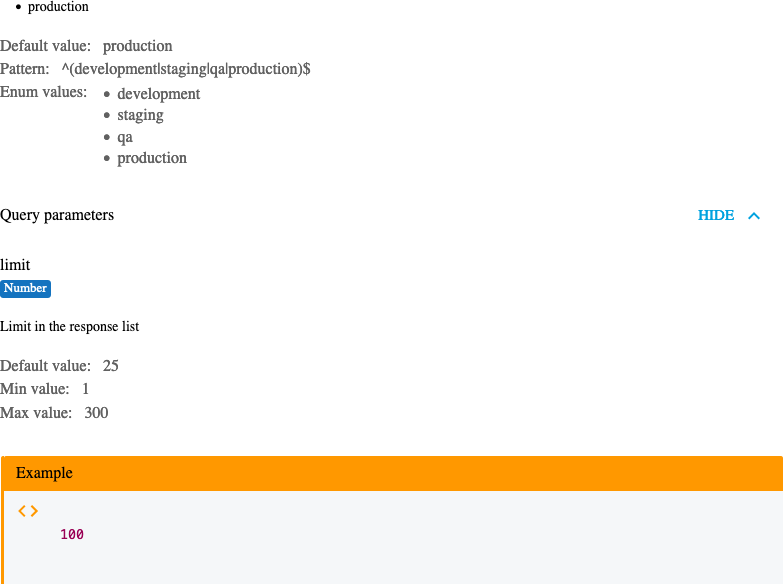 • production
Default value: production
Pattern: ^(development|staging|qa|production)$
Enum values:
• development
• staging
• qa
• production
Query parameters
HIDE
limit
Number
Limit in the response list
Default value: 25
Min value: 1
Max value: 300
Example
<>
100